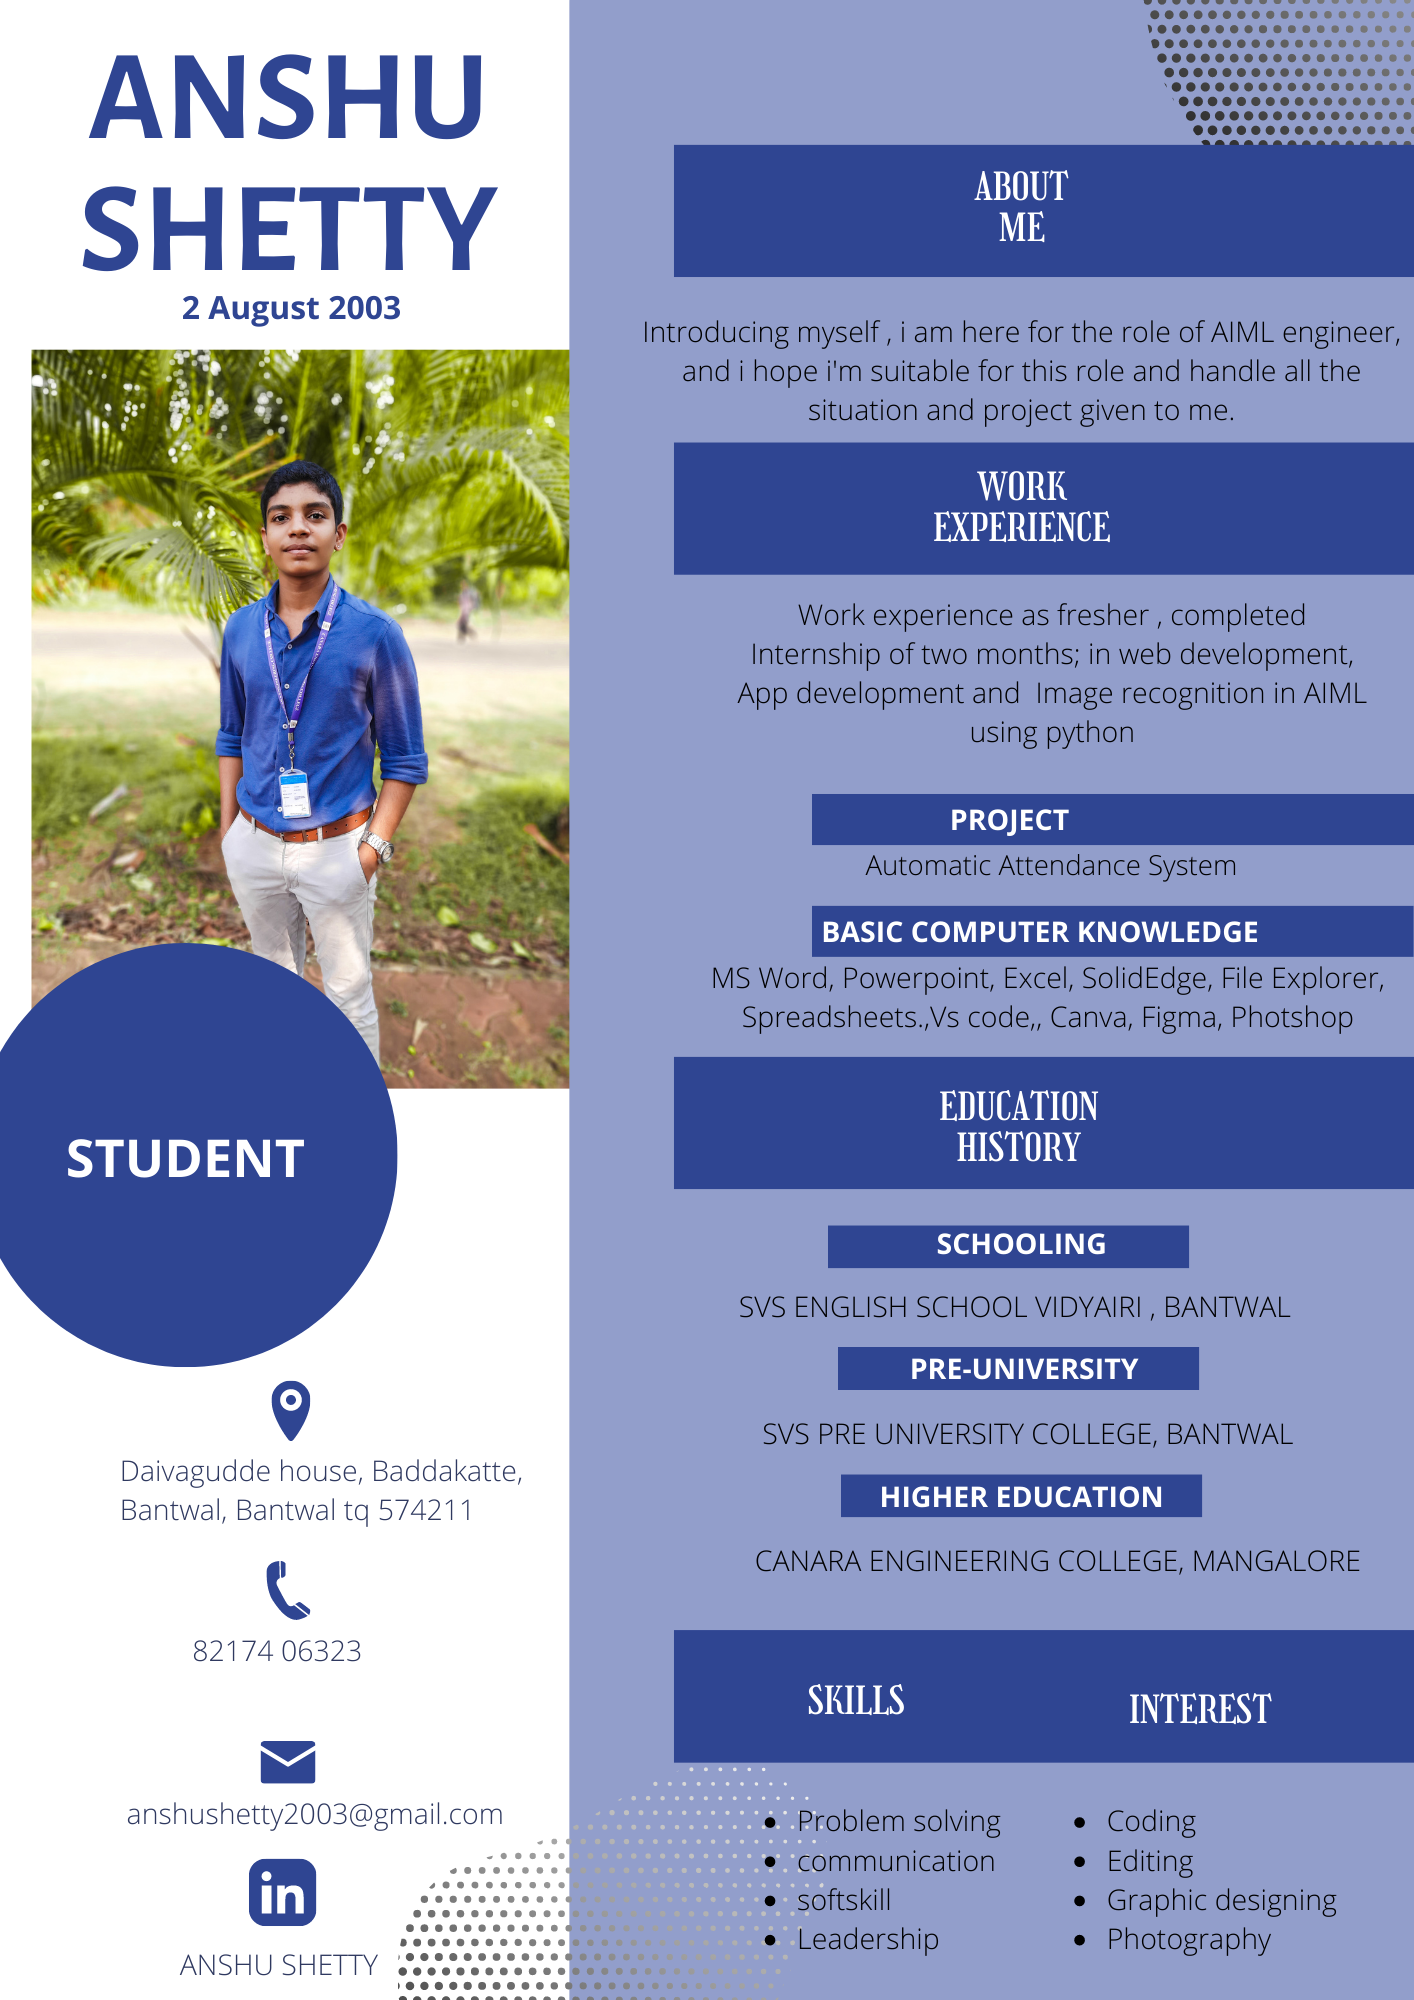 ANSHU
SHETTY
2 August 2003
STUDENT
Daivagudde house, Baddakatte,
Bantwal, Bantwal tq 574211
82174 06323
anshushetty2003@gmail.com
in
ANSHU SHETTY
ABOUT
ME
Introducing myself , i am here for the role of AIML engineer,
and i hope i'm suitable for this role and handle all the
situation and project given to me.
WORK
EXPERIENCE
Work experience as fresher , completed
Internship of two months; in web development,
App development and  Image recognition in AIML
using python
PROJECT
Automatic Attendance System
BASIC COMPUTER KNOWLEDGE
MS Word, Powerpoint, Excel, SolidEdge, File Explorer,
Spreadsheets.,Vs code,, Canva, Figma, Photshop
EDUCATION
HISTORY
SCHOOLING
SVS ENGLISH SCHOOL VIDYAIRI , BANTWAL
PRE-UNIVERSITY
SVS PRE UNIVERSITY COLLEGE, BANTWAL
HIGHER EDUCATION
CANARA ENGINEERING COLLEGE, MANGALORE
SKILLS
• Problem solving
• communication
• softskill
• Leadership
INTEREST
• Coding
• Editing
• Graphic designing
• Photography